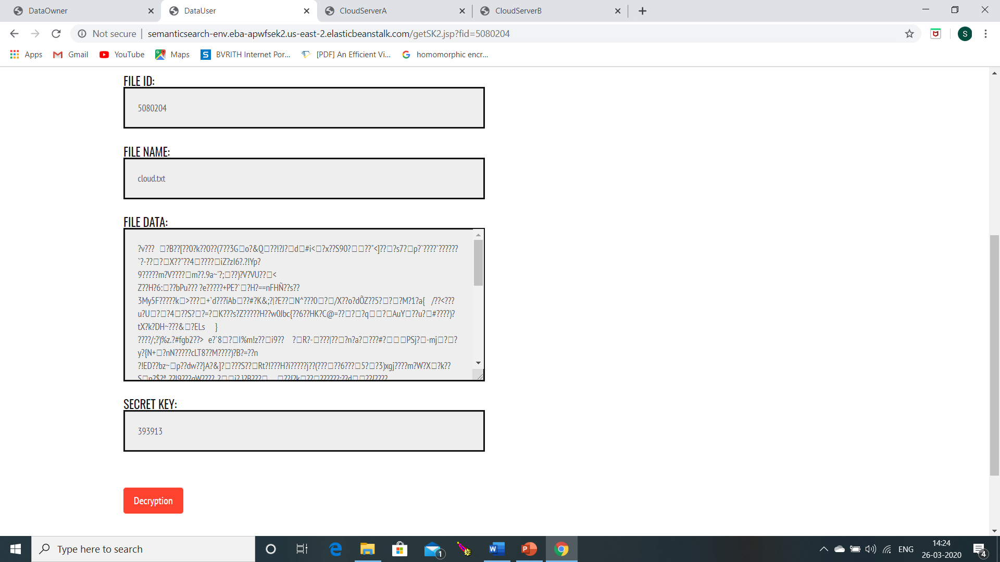 DataOwner
DataUser
CloudServerA
CloudServerB
Not secure
semanticsearch-env.eba-apwfsek2.us-east-2.elasticbeanstalk.com/getSK2.jsp?fid=5080204
S
Apps
Gmail
YouTube
Maps
BVRITH Internet Por...
[PDF] An Efficient Vi...
homomorphic encr...
FILE ID:
5080204
FILE NAME:
cloud.txt
FILE DATA:
?v??? □?B??[??0?k??0??(7??3G□o?&Q□??!?J?□d□#i<□?x??S90?□□??"<]??□?s7?□p?`????`??????
`?-??□?□X??"??4□????□iZ?zI6?.?!Yp?
9?????m?V????□m??.9a~'?;□??)?V?VU??□<
Z??H?6:□??bPu??? ?e?????+PE?`□?H?==nFHÑ??s??
3My5F?????k□>???□+`d???ïAb□??#?K&;?|?E??□N^???0□?□/X??o?dÕZ??5?□?□?M?1?a{ /??<???
u?U□?□?4□??S?□?=?□K???s?Z?????H??w0Jbc{??6??HK?C@=??□?□?q□□?□AuY□??u?□#????)?
tX?k?DH~???&□?ELs }
????/;?)%z.?#fgb2??> e?`8□?□I%m!z??□i9?? ?□R?-□???|??□?n?a?□???#?□□□PSj?□-mj□?□?
y?{N+□?nN?????cLT8??M????)?B?=??n
?!ED??bz~□p??dw??}A?&]?□???S??□Rt?!???H?i?????j??(???□??6???□5?□?3)xgj????m?W?X□?k??
SECRET KEY:
393913
Decryption
Type here to search
1
ENG
14:24
26-03-2020
4